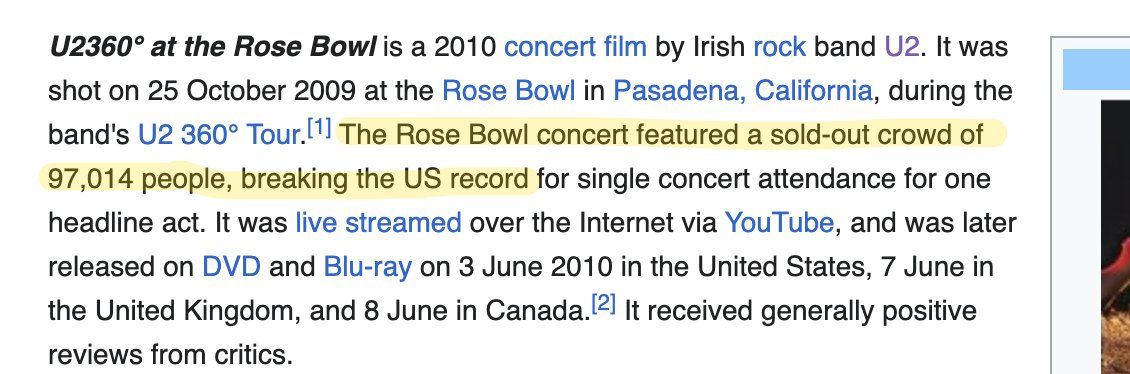 U2360° at the Rose Bowl is a 2010 concert film by Irish rock band U2. It was
shot on 25 October 2009 at the Rose Bowl in Pasadena, California, during the
band's U2 360° Tour.[1] The Rose Bowl concert featured a sold-out crowd of
97,014 people, breaking the US record for single concert attendance for one
headline act. It was live streamed over the Internet via YouTube, and was later
released on DVD and Blu-ray on 3 June 2010 in the United States, 7 June in
the United Kingdom, and 8 June in Canada.[2] It received generally positive
reviews from critics.